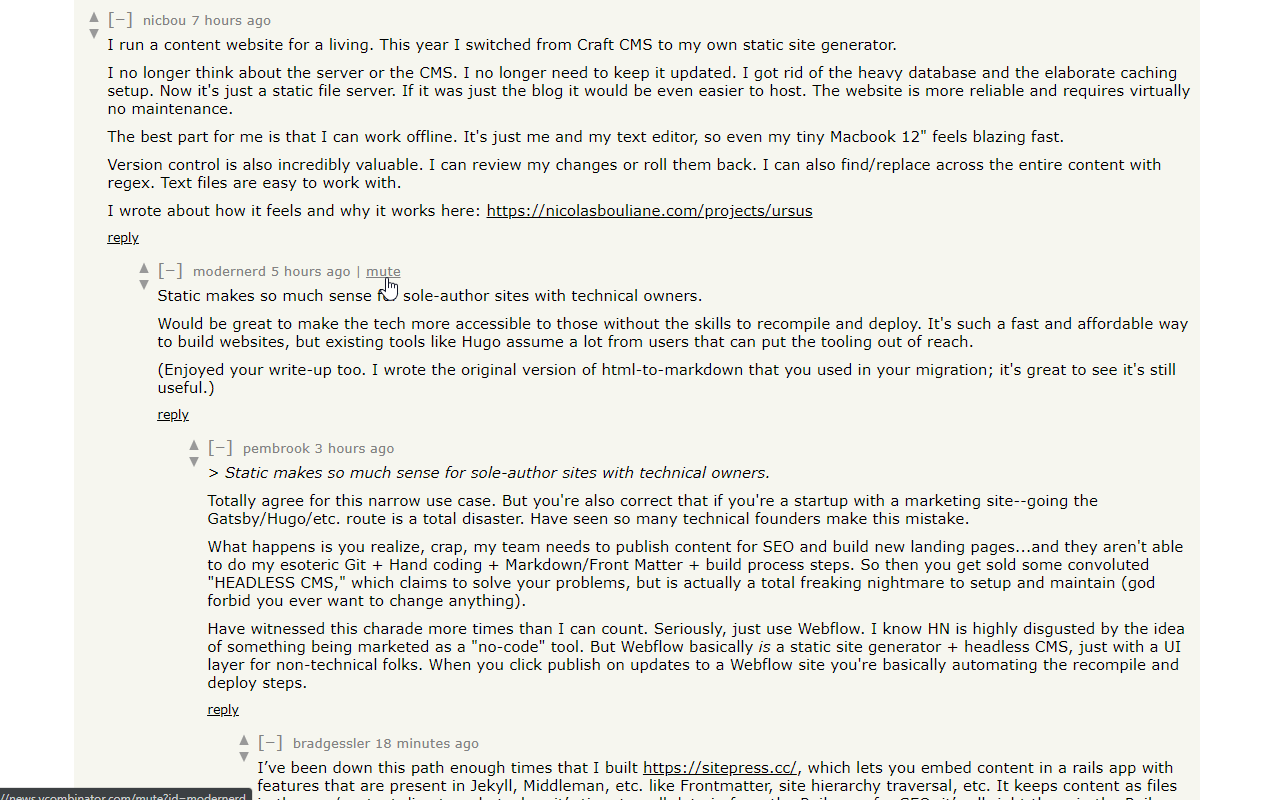 [−] nicbou 7 hours ago
I run a content website for a living. This year I switched from Craft CMS to my own static site generator.
I no longer think about the server or the CMS. I no longer need to keep it updated. I got rid of the heavy database and the elaborate caching
setup. Now it's just a static file server. If it was just the blog it would be even easier to host. The website is more reliable and requires virtually
no maintenance.
The best part for me is that I can work offline. It's just me and my text editor, so even my tiny Macbook 12" feels blazing fast.
Version control is also incredibly valuable. I can review my changes or roll them back. I can also find/replace across the entire content with
regex. Text files are easy to work with.
I wrote about how it feels and why it works here: https://nicolasbouliane.com/projects/ursus
reply
[−] modernerd 5 hours ago | mute
Static makes so much sense for sole-author sites with technical owners.
Would be great to make the tech more accessible to those without the skills to recompile and deploy. It's such a fast and affordable way
to build websites, but existing tools like Hugo assume a lot from users that can put the tooling out of reach.
(Enjoyed your write-up too. I wrote the original version of html-to-markdown that you used in your migration; it's great to see it's still
useful.)
reply
[−] pembrook 3 hours ago
> Static makes so much sense for sole-author sites with technical owners.
Totally agree for this narrow use case. But you're also correct that if you're a startup with a marketing site--going the
Gatsby/Hugo/etc. route is a total disaster. Have seen so many technical founders make this mistake.
What happens is you realize, crap, my team needs to publish content for SEO and build new landing pages...and they aren't able
to do my esoteric Git + Hand coding + Markdown/Front Matter + build process steps. So then you get sold some convoluted
"HEADLESS CMS," which claims to solve your problems, but is actually a total freaking nightmare to setup and maintain (god
forbid you ever want to change anything).
Have witnessed this charade more times than I can count. Seriously, just use Webflow. I know HN is highly disgusted by the idea
of something being marketed as a "no-code" tool. But Webflow basically is a static site generator + headless CMS, just with a UI
layer for non-technical folks. When you click publish on updates to a Webflow site you're basically automating the recompile and
deploy steps.
reply
[−] bradgessler 18 minutes ago
I’ve been down this path enough times that I built https://sitepress.cc/, which lets you embed content in a rails app with
features that are present in Jekyll, Middleman, etc. like Frontmatter, site hierarchy traversal, etc. It keeps content as files
//news.ycombinator.com/mute?id=modernerd